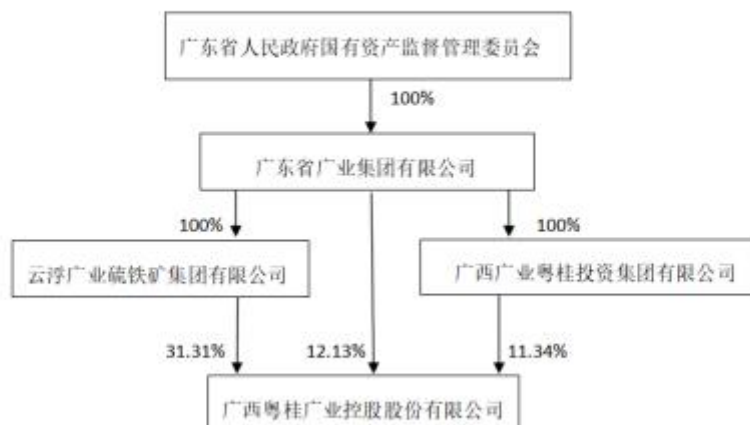 广东省人民政府国有资产监督管理委员会
100%
广东省广业集团有限公司
100%
100%
云浮广业硫铁矿集团有限公司
广西广业粤桂投资集团有限公司
31.31%
12.13%
11.34%
广西粤桂广业控股股份有限公司